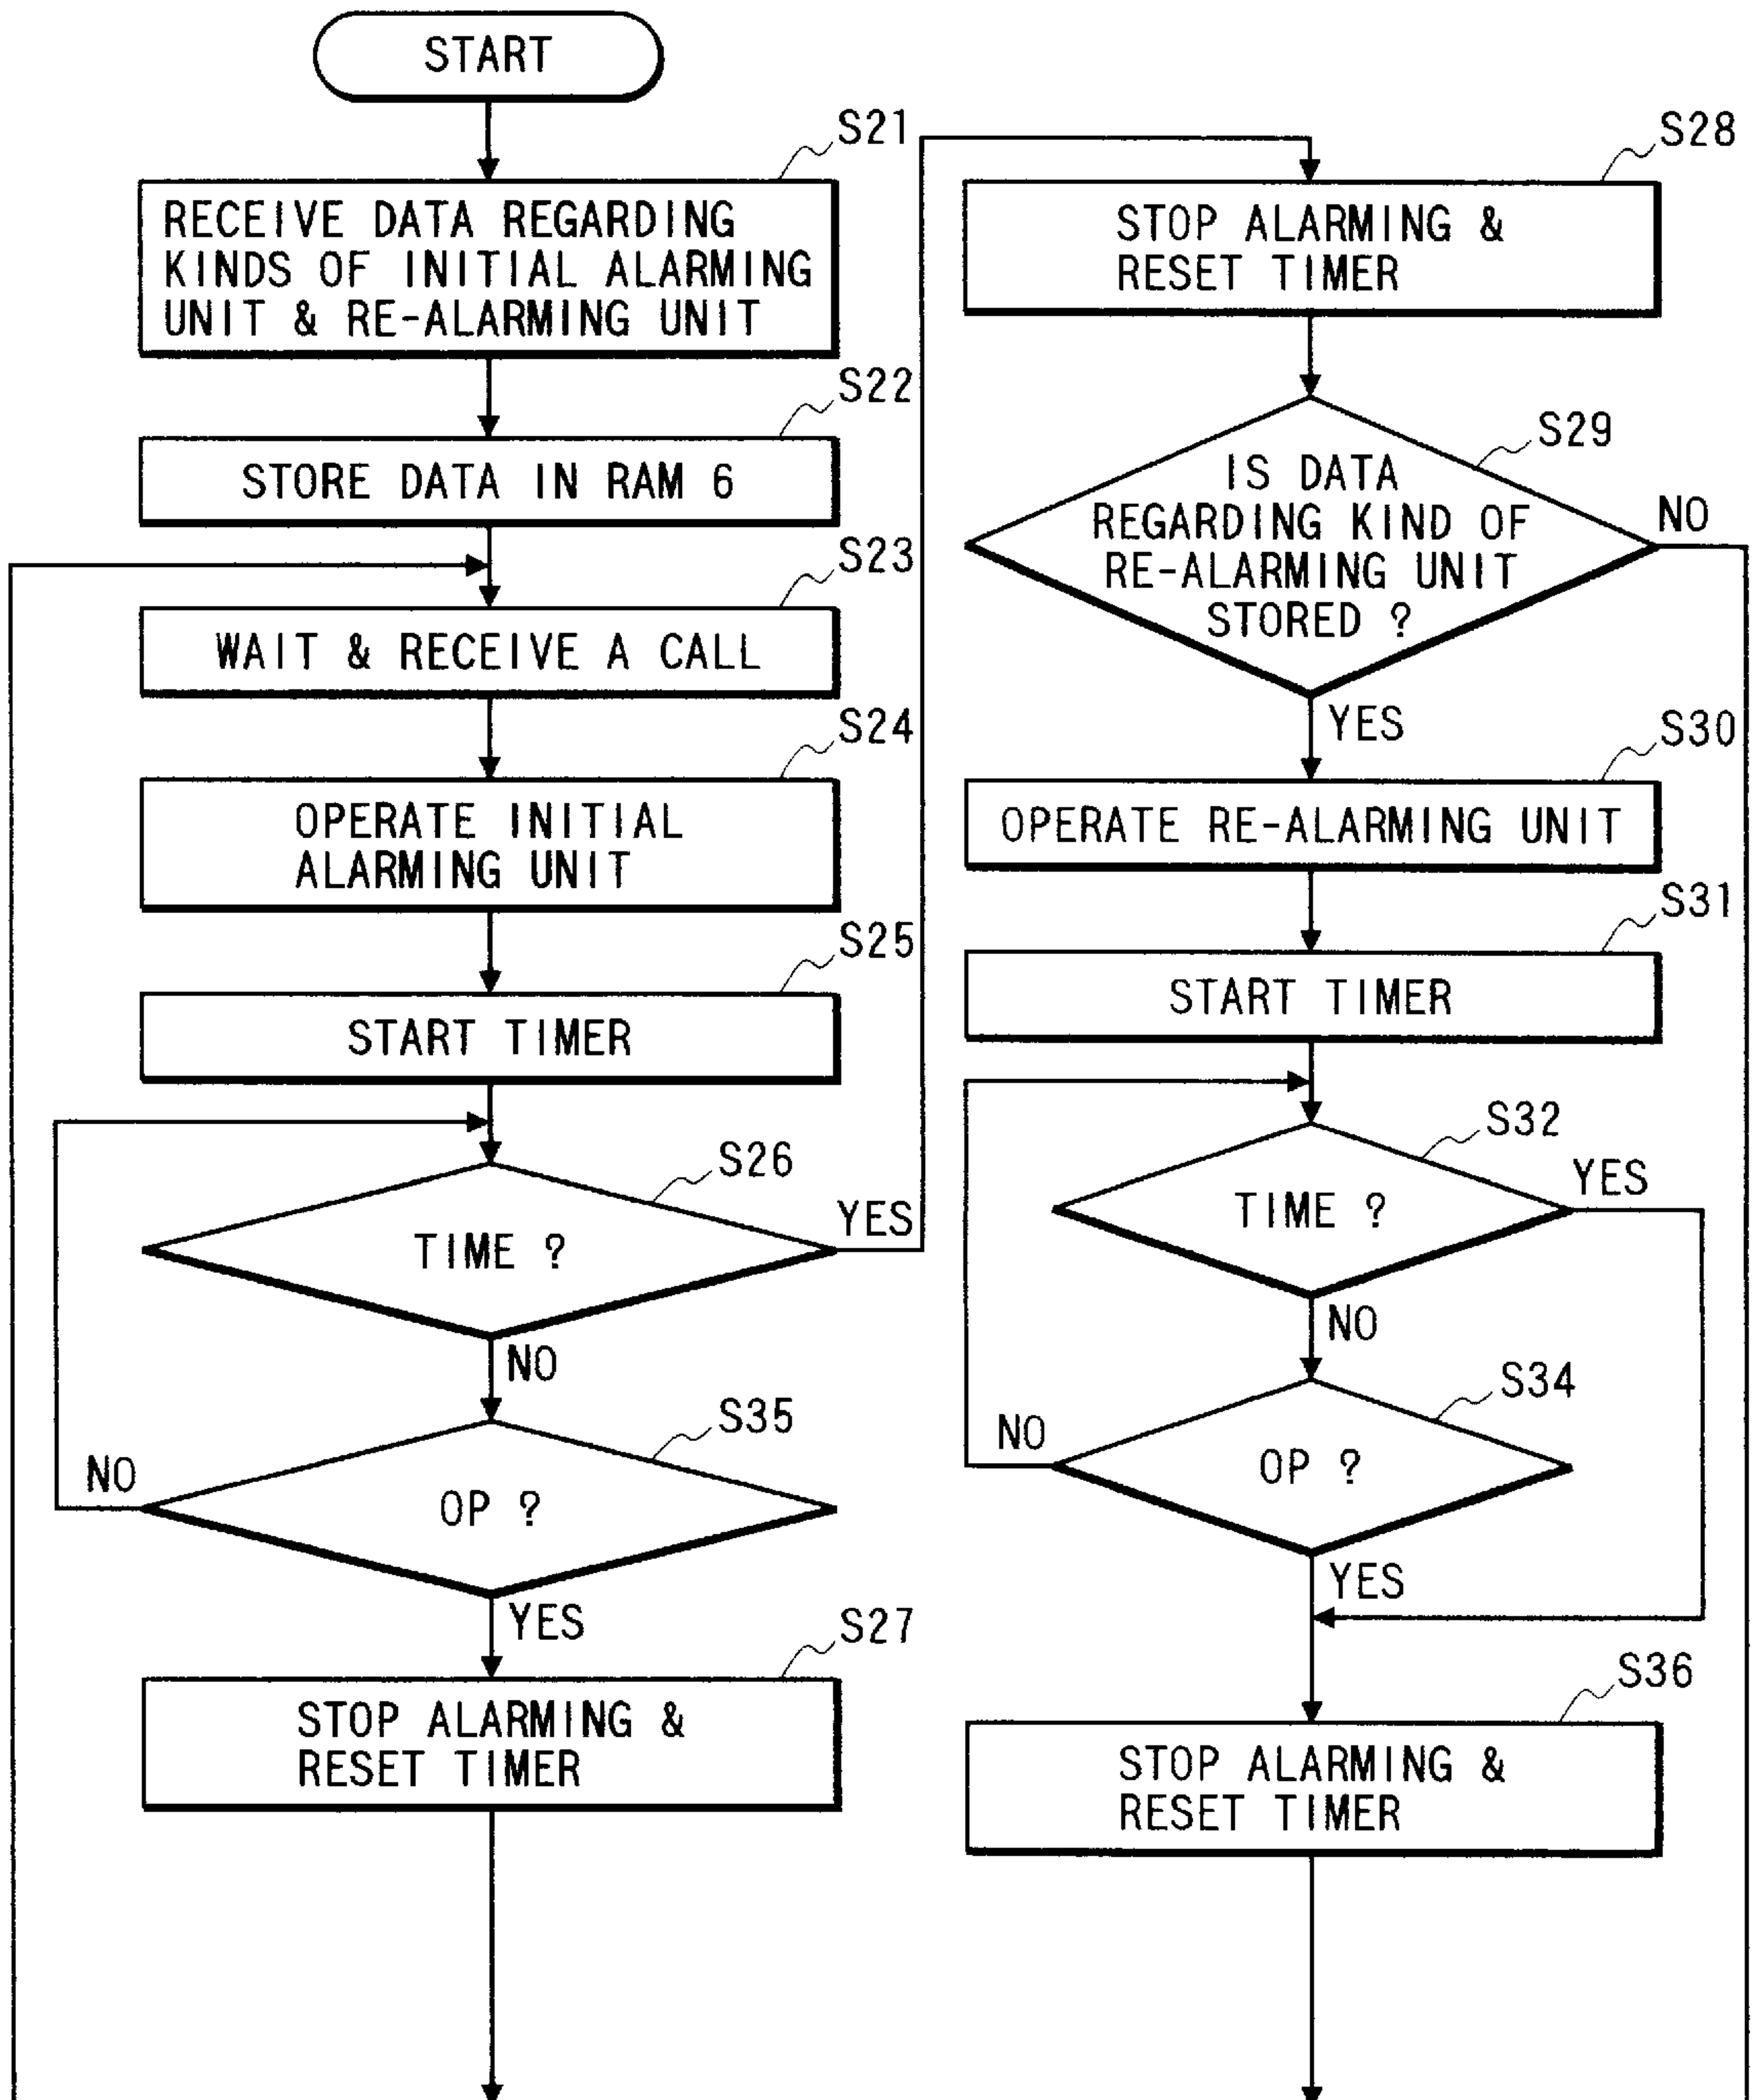 START
S21
RECEIVE DATA REGARDING
KINDS OF INITIAL ALARMING
UNIT & RE-ALARMING UNIT
S22
STORE DATA IN RAM 6
S23
WAIT & RECEIVE A CALL
S24
OPERATE INITIAL
ALARMING UNIT
S25
START TIMER
S26
TIME ?
YES
NO
S35
OP ?
NO
YES
S27
STOP ALARMING &
RESET TIMER
S28
STOP ALARMING &
RESET TIMER
S29
IS DATA
REGARDING KIND OF
RE-ALARMING UNIT
STORED ?
NO
YES
S30
OPERATE RE-ALARMING UNIT
S31
START TIMER
S32
TIME ?
YES
NO
S34
OP ?
NO
YES
S36
STOP ALARMING &
RESET TIMER